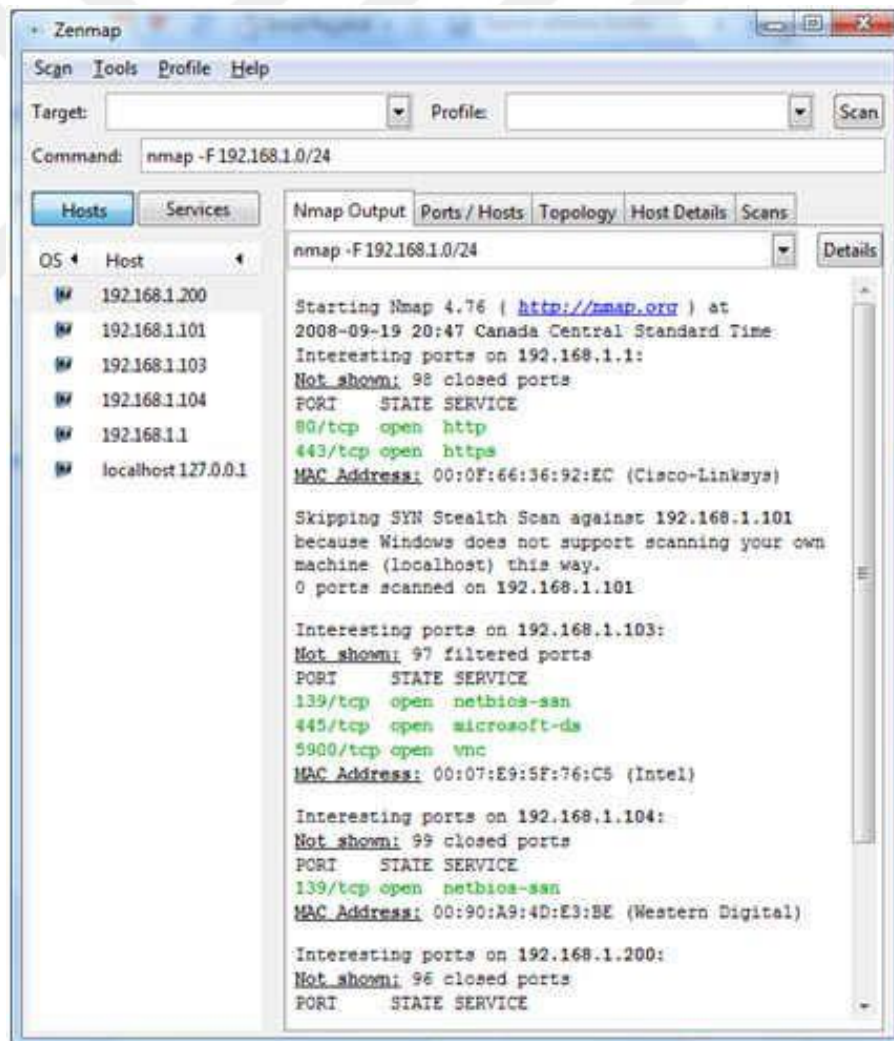 Zenmap
Scan Tools Profile Help
Target: Profile: Scan
Command: nmap -F 192.168.1.0/24
Hosts Services
Nmap Output Ports / Hosts Topology Host Details Scans
OS Host
nmap -F 192.168.1.0/24 Details
192.168.1.200
192.168.1.101
192.168.1.103
192.168.1.104
192.168.1.1
localhost 127.0.0.1
Starting Nmap 4.76 ( http://nmap.org ) at
2008-09-19 20:47 Canada Central Standard Time
Interesting ports on 192.168.1.1:
Not shown: 98 closed ports
PORT STATE SERVICE
80/tcp open http
443/tcp open https
MAC Address: 00:0F:66:36:92:EC (Cisco-Linksys)
Skipping SYN Stealth Scan against 192.168.1.101
because Windows does not support scanning your own
machine (localhost) this way.
0 ports scanned on 192.168.1.101
Interesting ports on 192.168.1.103:
Not shown: 97 filtered ports
PORT STATE SERVICE
139/tcp open netbios-ssn
445/tcp open microsoft-ds
5900/tcp open vnc
MAC Address: 00:07:E9:5F:76:C5 (Intel)
Interesting ports on 192.168.1.104:
Not shown: 99 closed ports
PORT STATE SERVICE
139/tcp open netbios-ssn
MAC Address: 00:90:A9:4D:E3:BE (Western Digital)
Interesting ports on 192.168.1.200:
Not shown: 96 closed ports
PORT STATE SERVICE